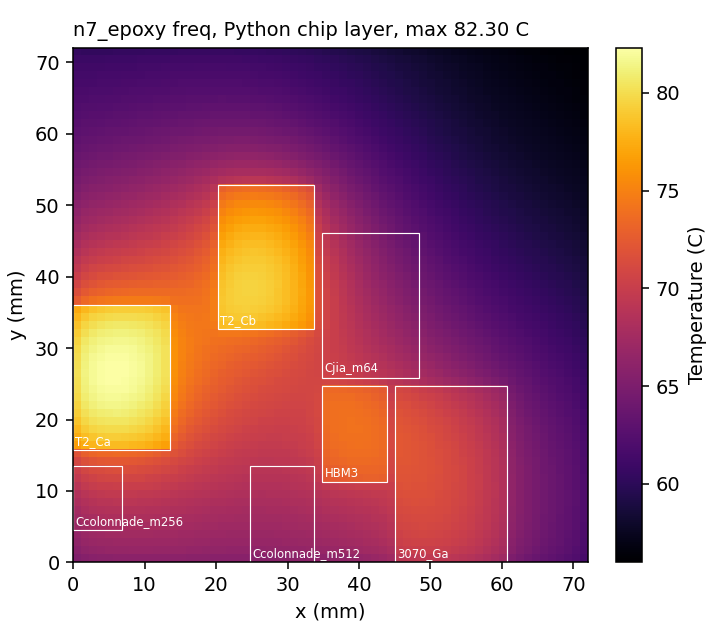 n7_epoxy freq, Python chip layer, max 82.30 C
70
60
50
40
30
20
10
0
y (mm)
T2_Cb
Cjia_m64
T2_Ca
HBM3
Ccolonnade_m256
Ccolonnade_m512
3070_Ga
0 10 20 30 40 50 60 70
x (mm)
80
75
70
65
60
Temperature (C)